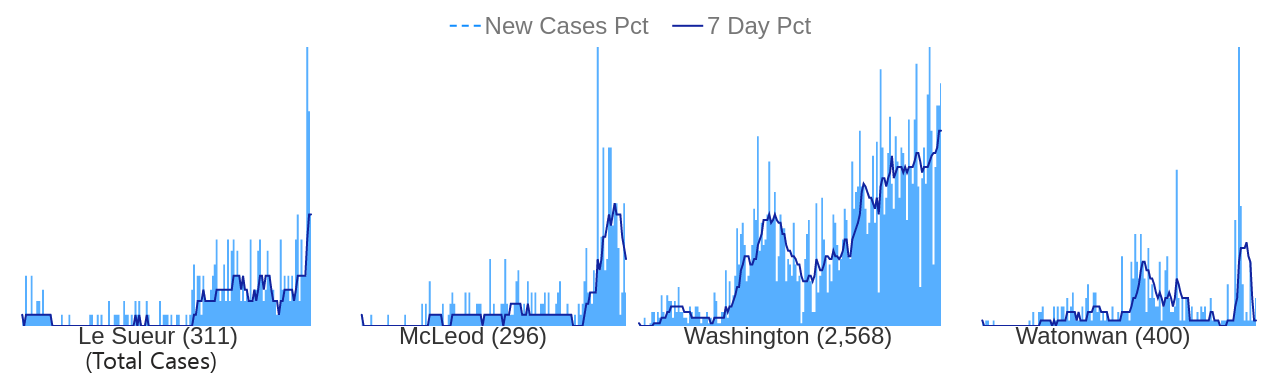 New Cases Pct 7 Day Pct
Le Sueur (311) McLeod (296) Washington (2,568) Watonwan (400)
(Total Cases)